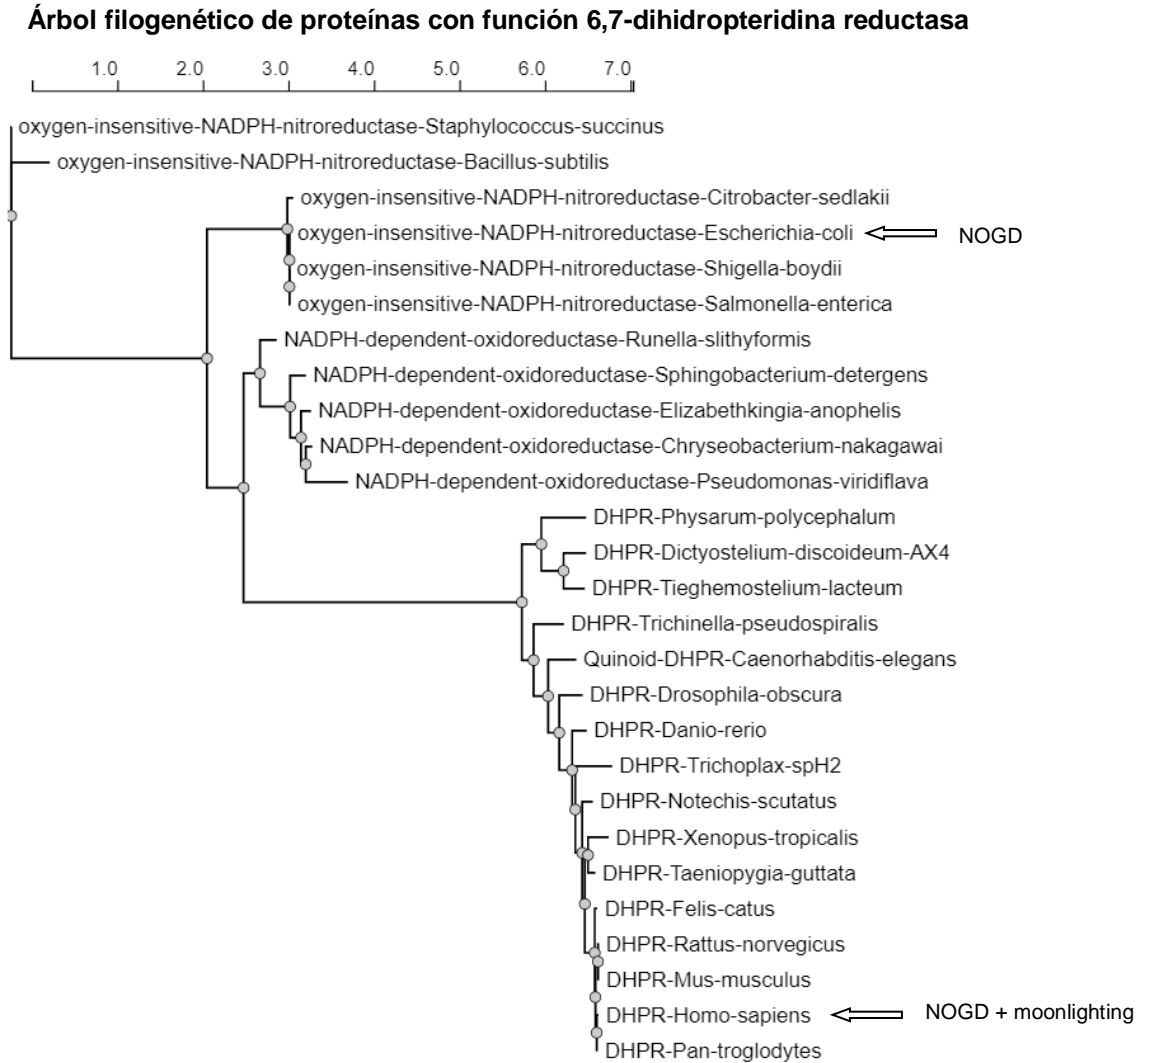 Árbol filogenético de proteínas con función 6,7-dihidropteridina reductasa
1.0 2.0 3.0 4.0 5.0 6.0 7.0
oxygen-insensitive-NADPH-nitroreductase-Staphylococcus-succinus
oxygen-insensitive-NADPH-nitroreductase-Bacillus-subtilis
oxygen-insensitive-NADPH-nitroreductase-Citrobacter-sedlakii
oxygen-insensitive-NADPH-nitroreductase-Escherichia-coli NOGD
oxygen-insensitive-NADPH-nitroreductase-Shigella-boydii
oxygen-insensitive-NADPH-nitroreductase-Salmonella-enterica
NADPH-dependent-oxidoreductase-Runella-slithyformis
NADPH-dependent-oxidoreductase-Sphingobacterium-detergens
NADPH-dependent-oxidoreductase-Elizabethkingia-anophelis
NADPH-dependent-oxidoreductase-Chryseobacterium-nakagawai
NADPH-dependent-oxidoreductase-Pseudomonas-viridiflava
DHPR-Physarum-polycephalum
DHPR-Dictyostelium-discoideum-AX4
DHPR-Tieghemostelium-lacteum
DHPR-Trichinella-pseudospiralis
Quinoid-DHPR-Caenorhabditis-elegans
DHPR-Drosophila-obscura
DHPR-Danio-rerio
DHPR-Trichoplax-spH2
DHPR-Notechis-scutatus
DHPR-Xenopus-tropicalis
DHPR-Taeniopygia-guttata
DHPR-Felis-catus
DHPR-Rattus-norvegicus
DHPR-Mus-musculus
DHPR-Homo-sapiens NOGD + moonlighting
DHPR-Pan-troglodytes